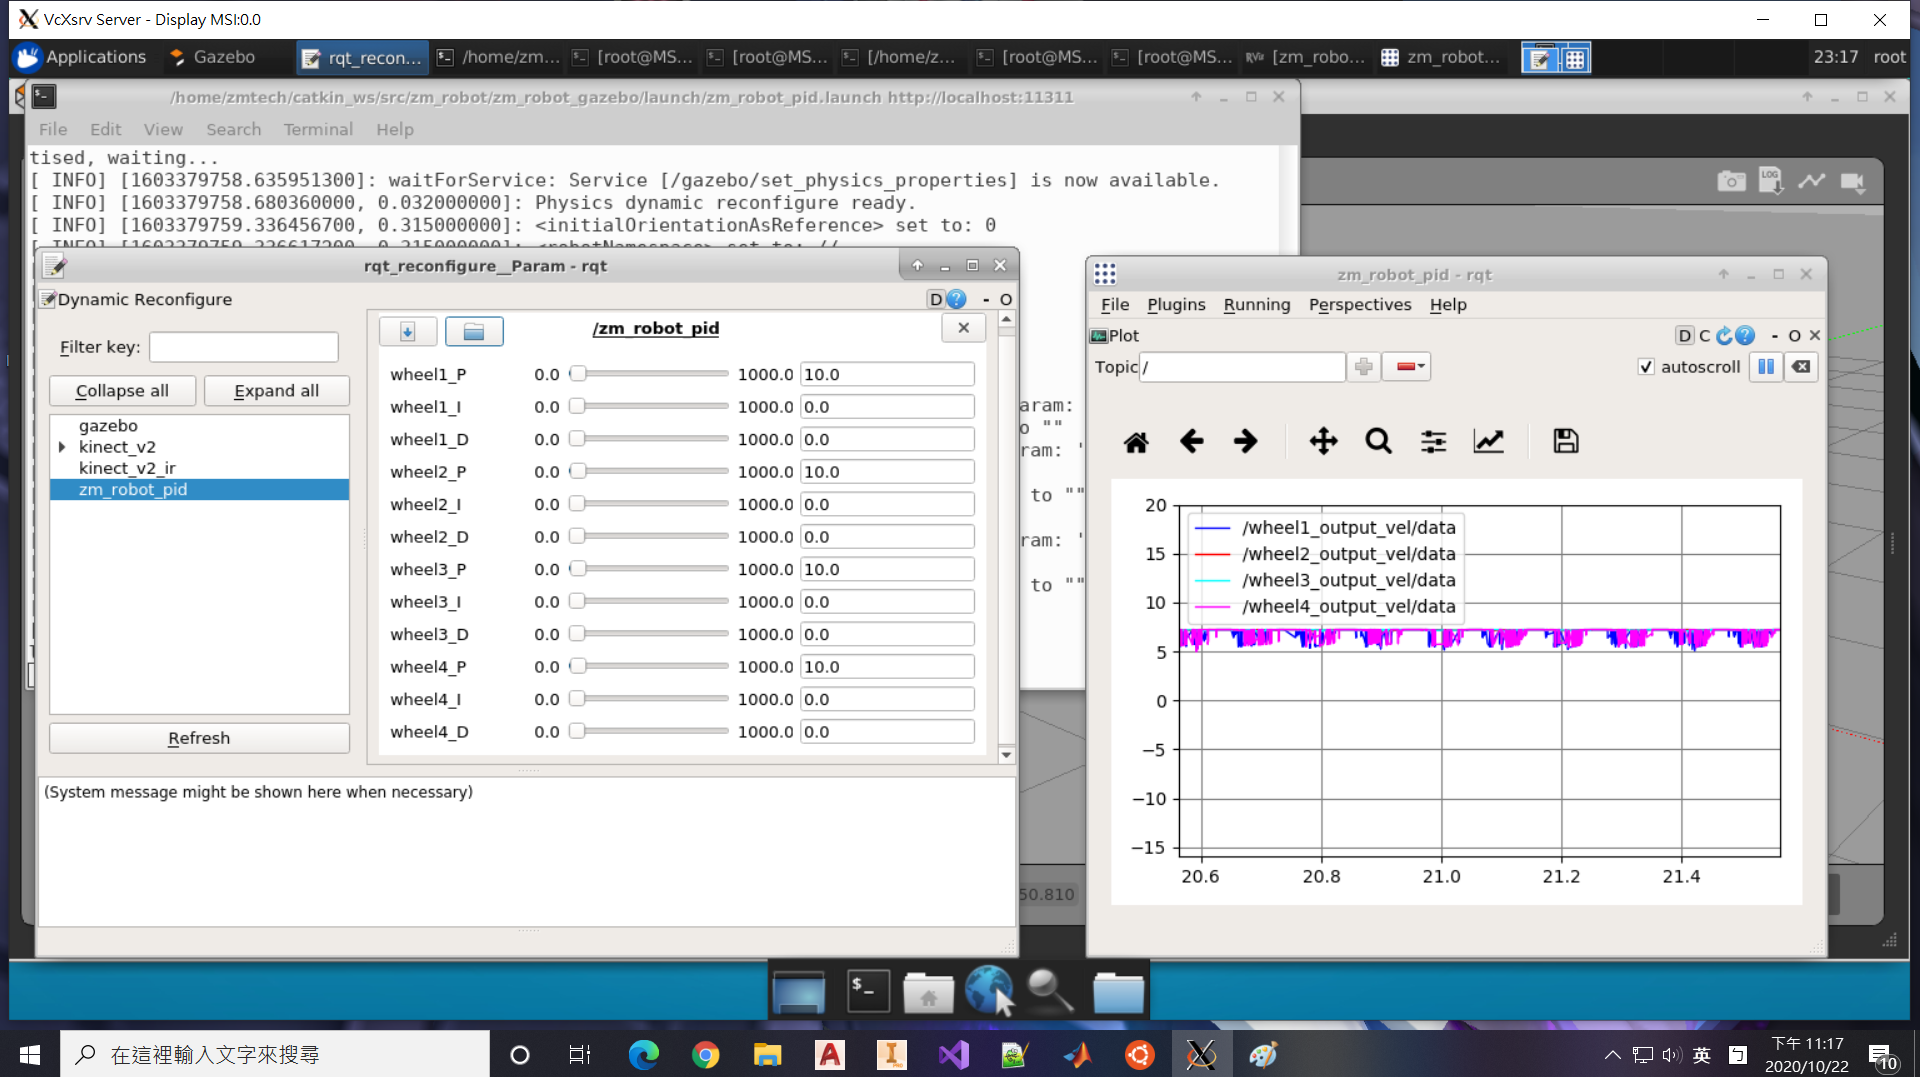 VcXsrv Server - Display MSI:0.0
Applications
Gazebo
rqt_recon...
/home/zm...
[root@MS...
[root@MS...
[/home/z...
[root@MS...
[root@MS...
[zm_robo...
zm_robot...
23:17
root
/home/zmtech/catkin_ws/src/zm_robot/zm_robot_gazebo/launch/zm_robot_pid.launch http://localhost:11311
File Edit View Search Terminal Help
tised, waiting...
[ INFO] [1603379758.635951300]: waitForService: Service [/gazebo/set_physics_properties] is now available.
[ INFO] [1603379758.680360000, 0.032000000]: Physics dynamic reconfigure ready.
[ INFO] [1603379759.336456700, 0.315000000]: <initialOrientationAsReference> set to: 0
[ INFO] [1603379759.336617200, 0.315000000]: <robotNamespace> set to: //
aram:
o ""
ram: '
to ""
ram: '
to ""
50.810
LOG
rqt_reconfigure__Param - rqt
Dynamic Reconfigure
D ? - O
Filter key:
Collapse all
Expand all
gazebo
kinect_v2
kinect_v2_ir
zm_robot_pid
Refresh
/zm_robot_pid
wheel1_P 0.0 1000.0 10.0
wheel1_I 0.0 1000.0 0.0
wheel1_D 0.0 1000.0 0.0
wheel2_P 0.0 1000.0 10.0
wheel2_I 0.0 1000.0 0.0
wheel2_D 0.0 1000.0 0.0
wheel3_P 0.0 1000.0 10.0
wheel3_I 0.0 1000.0 0.0
wheel3_D 0.0 1000.0 0.0
wheel4_P 0.0 1000.0 10.0
wheel4_I 0.0 1000.0 0.0
wheel4_D 0.0 1000.0 0.0
(System message might be shown here when necessary)
zm_robot_pid - rqt
File Plugins Running Perspectives Help
Plot
D C ? - O
Topic /
autoscroll
/wheel1_output_vel/data
/wheel2_output_vel/data
/wheel3_output_vel/data
/wheel4_output_vel/data
20
15
10
5
0
−5
−10
−15
20.6 20.8 21.0 21.2 21.4
在這裡輸入文字來搜尋
英
ㄅ
下午 11:17
2020/10/22
10